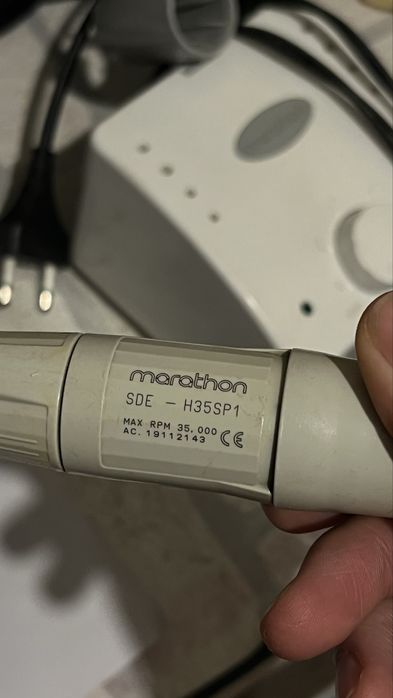 marathon
SDE - H35SP1
MAX RPM 35,000
AC. 19112143 CE